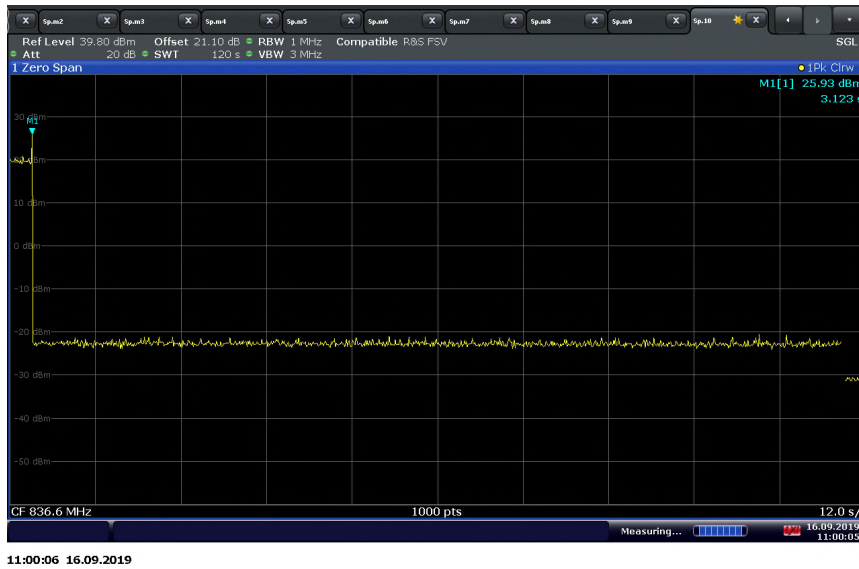 Sp.m2 Sp.m3 Sp.m4 Sp.m5 Sp.m6 Sp.m7 Sp.m8 Sp.m9 Sp.10
Ref Level 39.80 dBm Offset 21.10 dB RBW 1 MHz Compatible R&S FSV SGL
Att 20 dB SWT 120 s VBW 3 MHz
1 Zero Span 1Pk Clrw
M1[1] 25.93 dBm
3.123
30 dBm
M1
10 dBm
0 dBm
-10 dBm
-20 dBm
-30 dBm
-40 dBm
-50 dBm
CF 836.6 MHz 1000 pts 12.0 s/
Measuring... 16.09.2019
11:00:05
11:00:06 16.09.2019